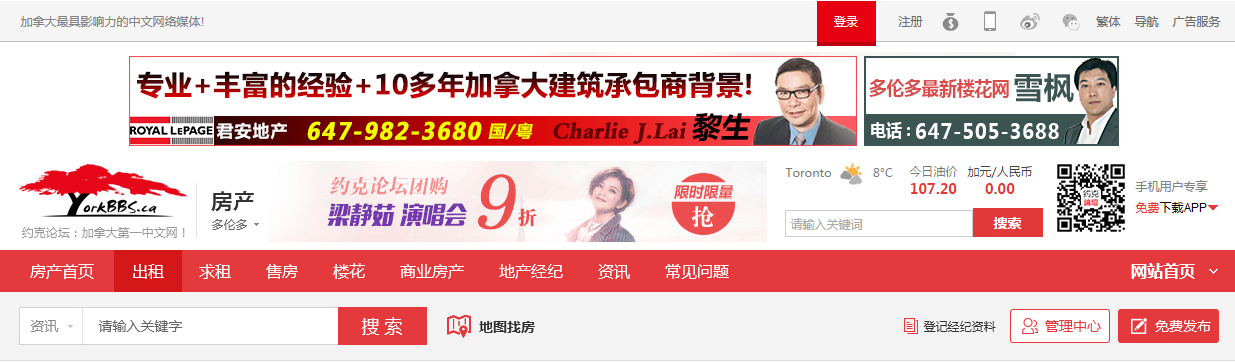 加拿大最具影响力的中文网络媒体!
登录 注册 繁体 导航 广告服务
专业+丰富的经验+10多年加拿大建筑承包商背景!
ROYAL LEPAGE 君安地产 647-982-3680 国/粤 Charlie J.Lai 黎生
多伦多最新楼花网 雪枫
电话:647-505-3688
YorkBBS.ca
约克论坛:加拿大第一中文网!
房产
多伦多
约克论坛团购
梁静茹 演唱会 9折
限时限量
抢
Toronto 8°C 今日油价 加元/人民币
107.20 0.00
请输入关键词 搜索
约克
论坛
手机用户专享
免费下载APP
房产首页 出租 求租 售房 楼花 商业房产 地产经纪 资讯 常见问题 网站首页
资讯 请输入关键字 搜 索 地图找房 登记经纪资料 管理中心 免费发布